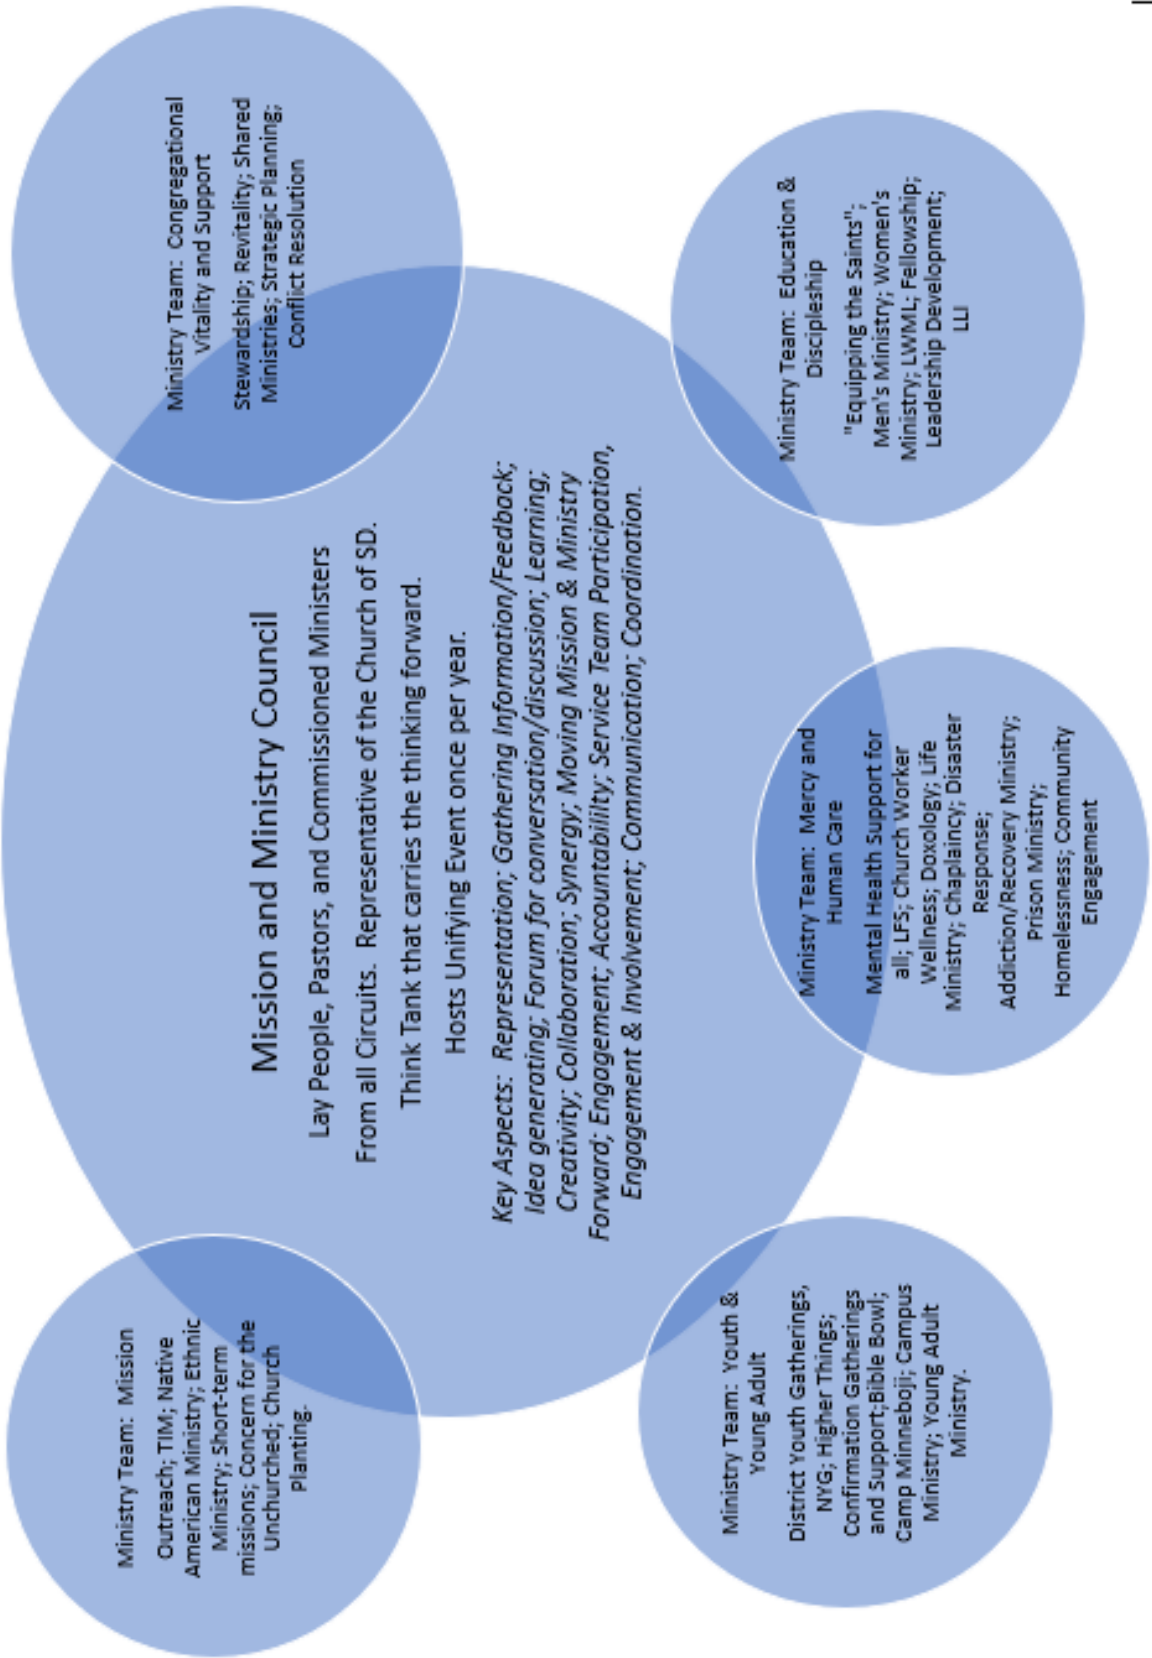 Mission and Ministry Council
Lay People, Pastors, and Commissioned Ministers
From all Circuits. Representative of the Church of SD.
Think Tank that carries the thinking forward.
Hosts Unifying Event once per year.
Key Aspects: Representation; Gathering Information/Feedback;
Idea generating; Forum for conversation/discussion; Learning;
Creativity; Collaboration; Synergy; Moving Mission & Ministry
Forward; Engagement; Accountabililty; Service Team Participation,
Engagement & Involvement; Communication; Coordination.
Ministry Team: Mission
Outreach; TIM; Native
American Ministry; Ethnic
Ministry; Short-term
missions; Concern for the
Unchurched; Church
Planting.
Ministry Team: Congregational
Vitality and Support
Stewardship; Revitality; Shared
Ministries; Strategic Planning;
Conflict Resolution
Ministry Team: Youth &
Young Adult
District Youth Gatherings,
NYG; Higher Things;
Confirmation Gatherings
and Support;Bible Bowl;
Camp Minneboji; Campus
Ministry; Young Adult
Ministry.
Ministry Team: Mercy and
Human Care
Mental Health Support for
all; LFS; Church Worker
Wellness; Doxology; Life
Ministry; Chaplaincy; Disaster
Response;
Addiction/Recovery Ministry;
Prison Ministry;
Homelessness; Community
Engagement
Ministry Team: Education &
Discipleship
"Equipping the Saints";
Men's Ministry; Women's
Ministry; LWML; Fellowship;
Leadership Development;
LLI